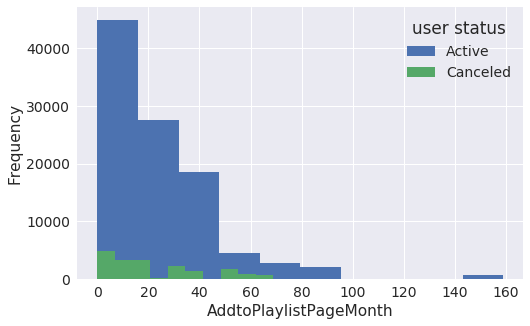 user status
Active
Canceled
40000
30000
20000
10000
0
Frequency
0 20 40 60 80 100 120 140 160
AddtoPlaylistPageMonth